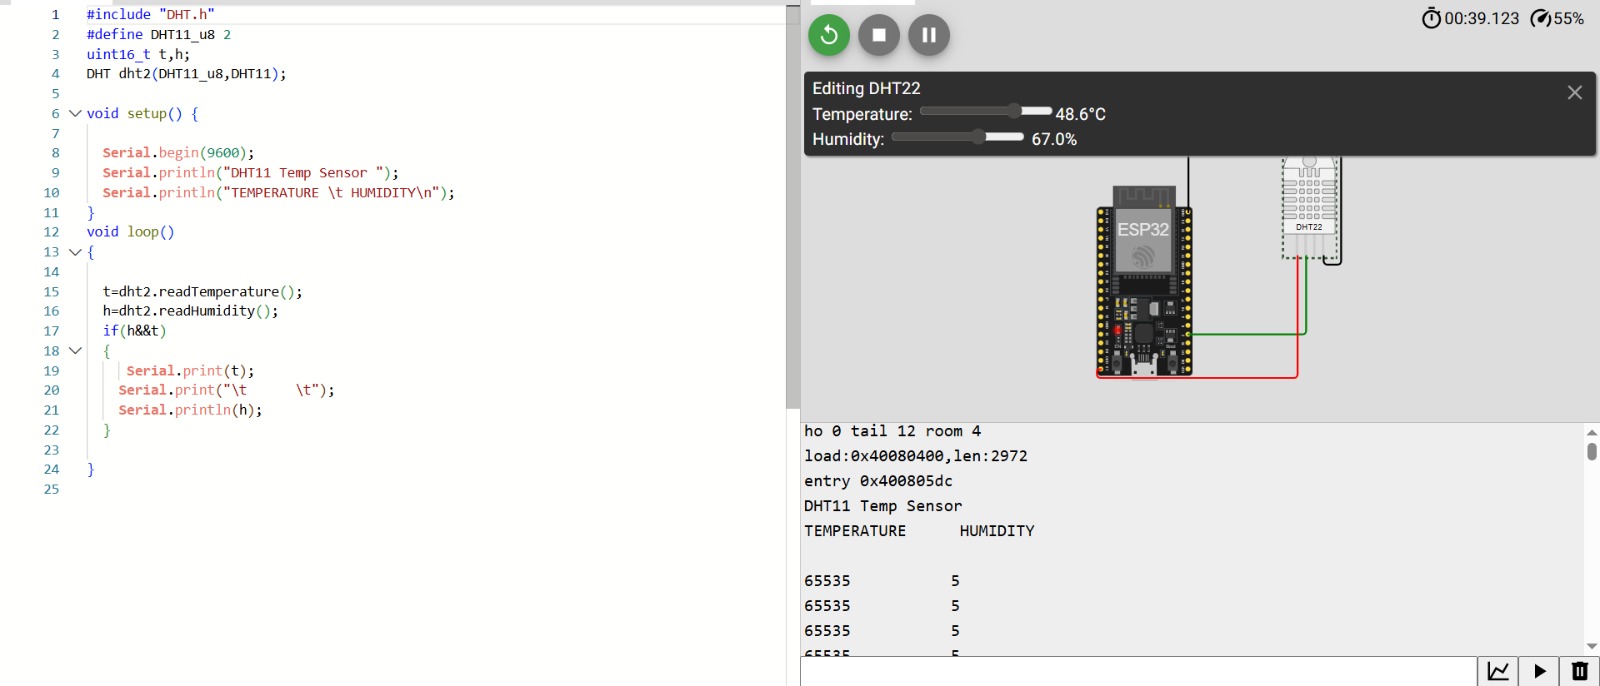 1 #include "DHT.h"
2 #define DHT11_u8 2
3 uint16_t t,h;
4 DHT dht2(DHT11_u8,DHT11);
5
6 void setup() {
7
8 Serial.begin(9600);
9 Serial.println("DHT11 Temp Sensor ");
10 Serial.println("TEMPERATURE \t HUMIDITY\n");
11 }
12 void loop()
13 {
14
15 t=dht2.readTemperature();
16 h=dht2.readHumidity();
17 if(h&&t)
18 {
19 Serial.print(t);
20 Serial.print("\t      \t");
21 Serial.println(h);
22 }
23
24 }
25
00:39.123 55%
Editing DHT22
Temperature: 48.6°C
Humidity: 67.0%
ESP32
DHT22
ho 0 tail 12 room 4
load:0x40080400,len:2972
entry 0x400805dc
DHT11 Temp Sensor
TEMPERATURE HUMIDITY
65535 5
65535 5
65535 5
65535 5